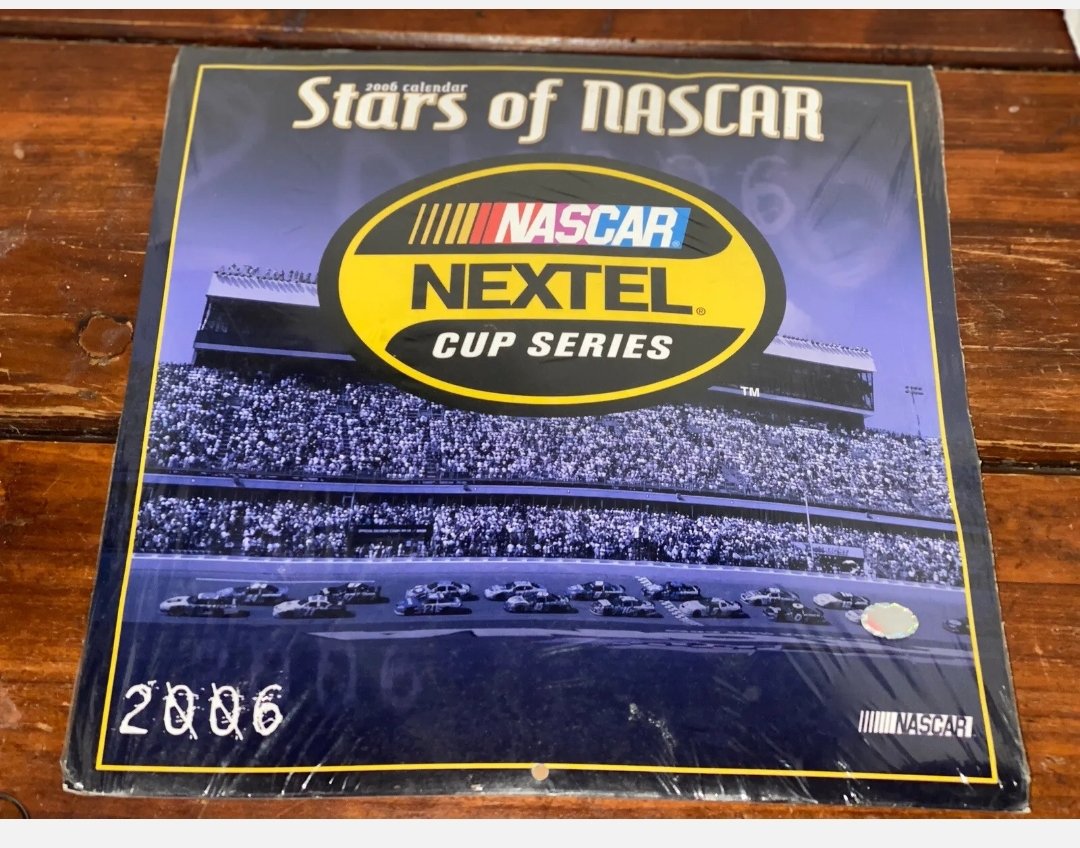 2006 calendar
Stars of NASCAR
NASCAR®
NEXTEL®
CUP SERIES
TM
2006
NASCAR